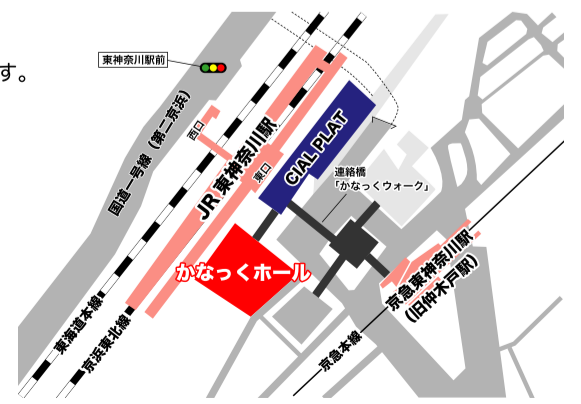 東神奈川駅前
す。
国道一号線（第二京浜）
西口
JR 東神奈川駅
東口
CIAL PLAT
連絡橋
「かなっくウォーク」
かなっくホール
京急東神奈川駅
（旧仲木戸駅）
東海道本線
京浜東北線
京急本線